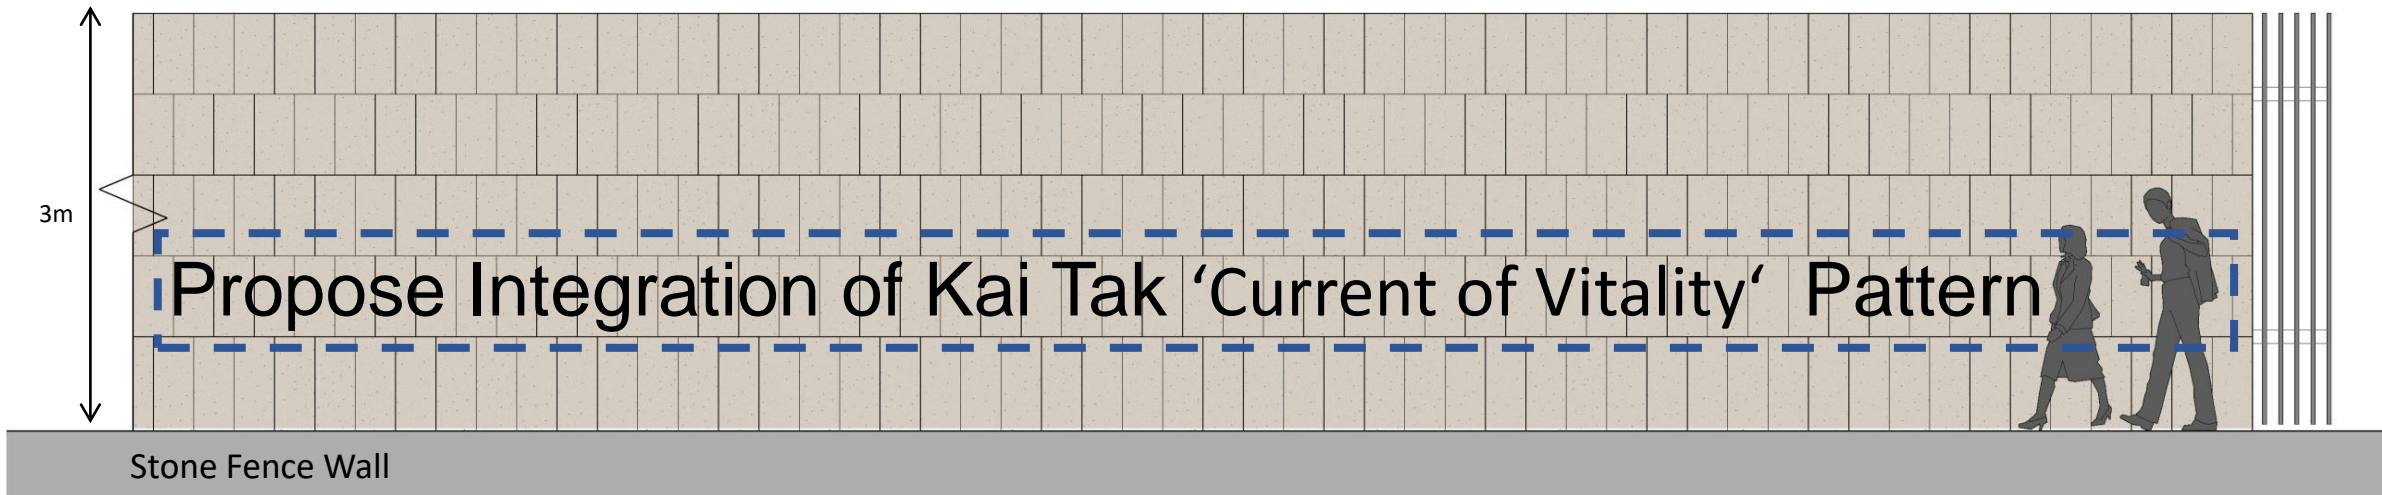 3m
Propose Integration of Kai Tak ‘Current of Vitality‘ Pattern
Stone Fence Wall